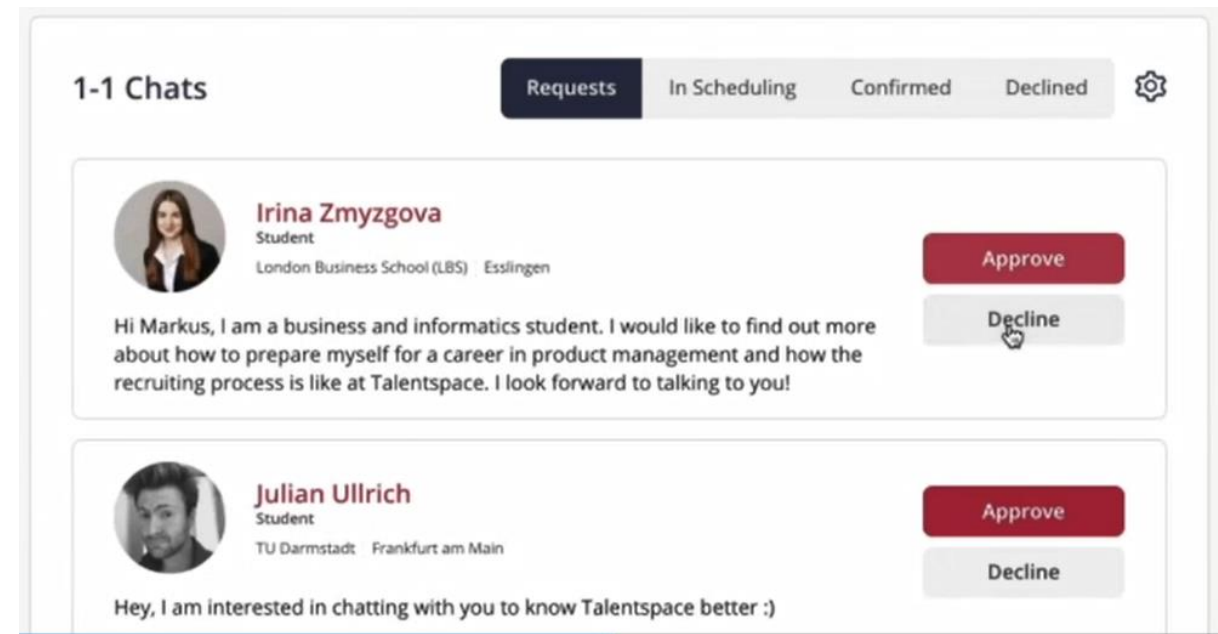 1-1 Chats
Requests In Scheduling Confirmed Declined
Irina Zmyzgova
Student
London Business School (LBS) Esslingen
Approve
Decline
Hi Markus, I am a business and informatics student. I would like to find out more
about how to prepare myself for a career in product management and how the
recruiting process is like at Talentspace. I look forward to talking to you!
Julian Ullrich
Student
TU Darmstadt Frankfurt am Main
Approve
Decline
Hey, I am interested in chatting with you to know Talentspace better :)